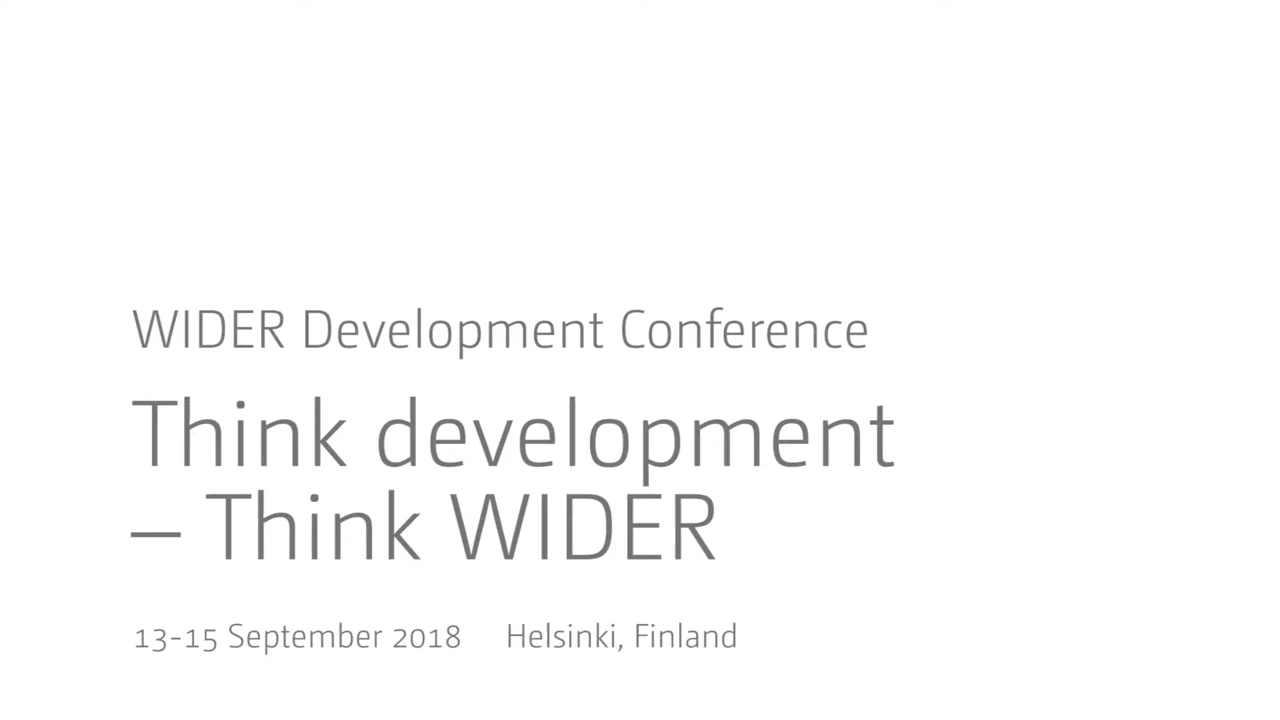 WIDER Development Conference
Think development
– Think WIDER
13-15 September 2018 Helsinki, Finland